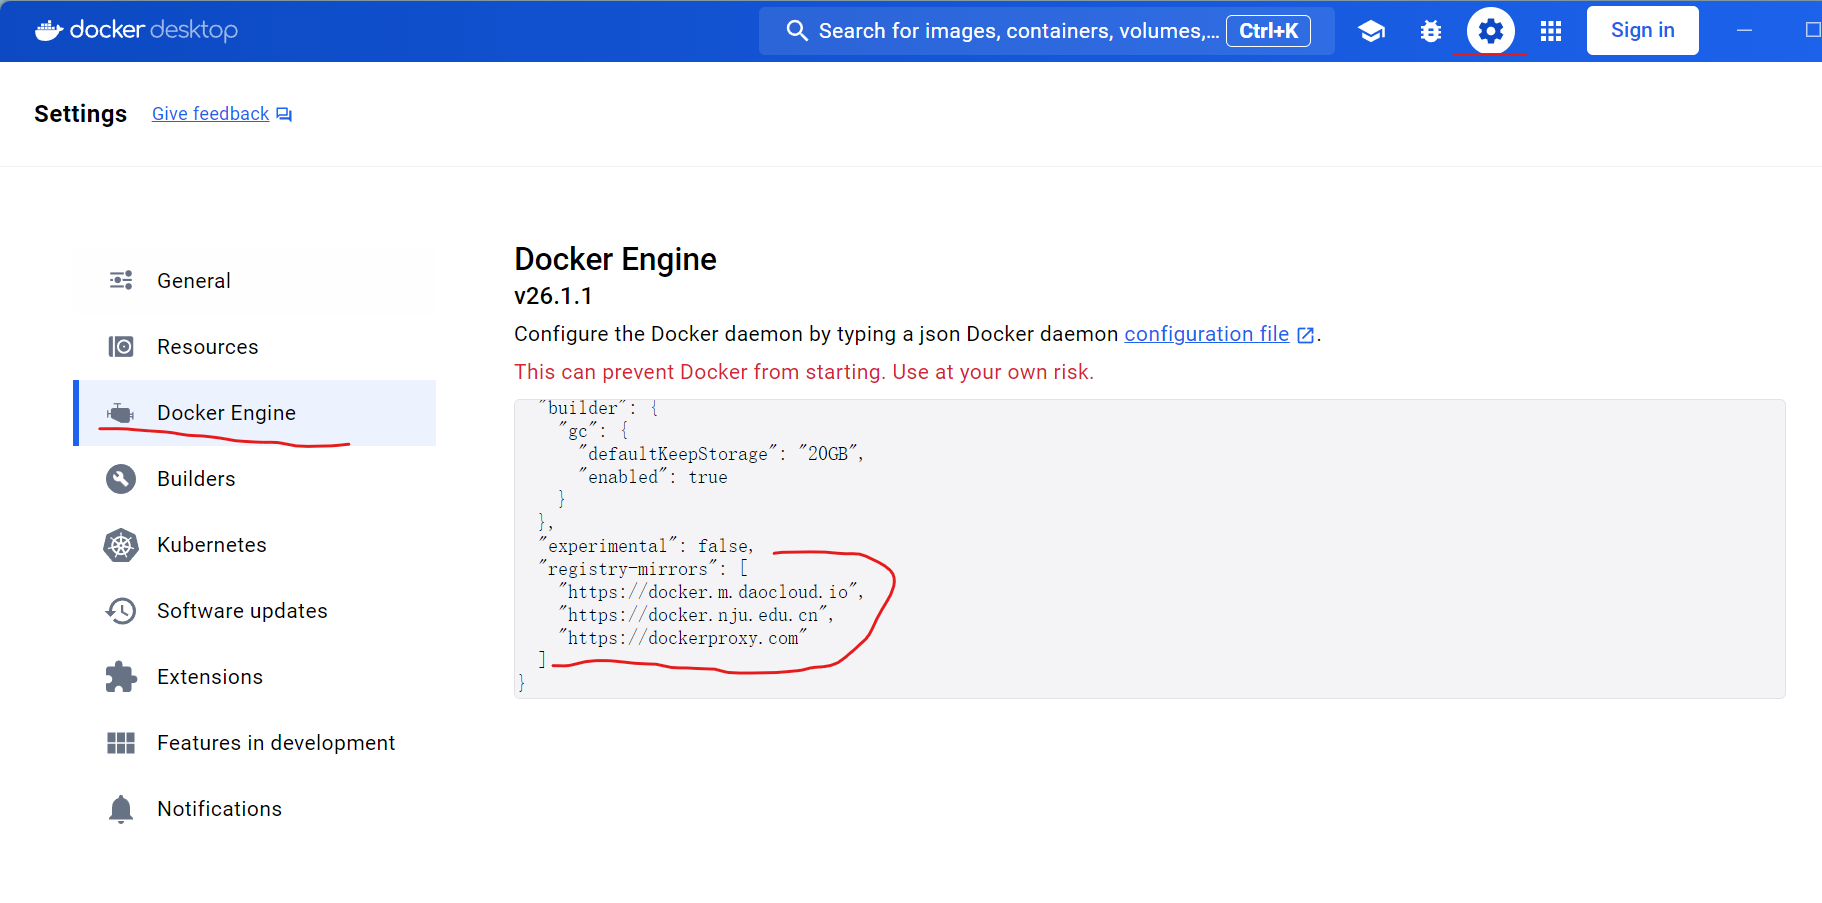 docker desktop
Search for images, containers, volumes,... Ctrl+K
Sign in
Settings
Give feedback
General
Resources
Docker Engine
Builders
Kubernetes
Software updates
Extensions
Features in development
Notifications
Docker Engine
v26.1.1
Configure the Docker daemon by typing a json Docker daemon configuration file.
This can prevent Docker from starting. Use at your own risk.
"builder": {
"gc": {
"defaultKeepStorage": "20GB",
"enabled": true
}
},
"experimental": false,
"registry-mirrors": [
"https://docker.m.daocloud.io",
"https://docker.nju.edu.cn",
"https://dockerproxy.com"
]
}